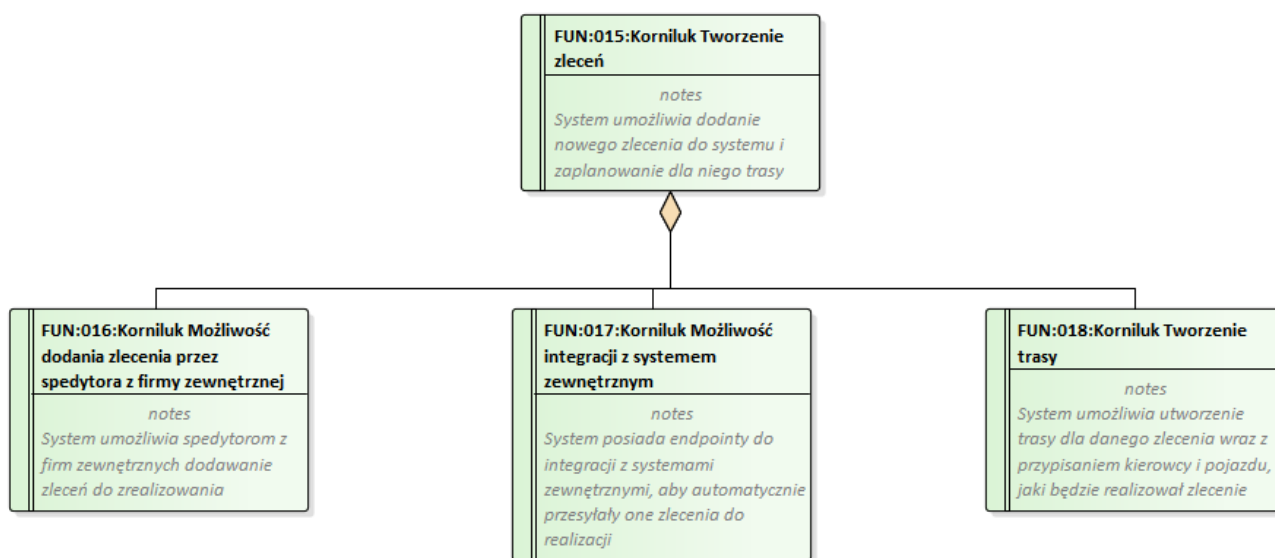 FUN:015:Korniluk Tworzenie
zleceń
notes
System umożliwia dodanie
nowego zlecenia do systemu i
zaplanowanie dla niego trasy
FUN:016:Korniluk Możliwość
dodania zlecenia przez
spedytora z firmy zewnętrznej
notes
System umożliwia spedytorom z
firm zewnętrznych dodawanie
zleceń do zrealizowania
FUN:017:Korniluk Możliwość
integracji z systemem
zewnętrznym
notes
System posiada endpointy do
integracji z systemami
zewnętrznymi, aby automatycznie
przesyłały one zlecenia do
realizacji
FUN:018:Korniluk Tworzenie
trasy
notes
System umożliwia utworzenie
trasy dla danego zlecenia wraz z
przypisaniem kierowcy i pojazdu,
jaki będzie realizował zlecenie